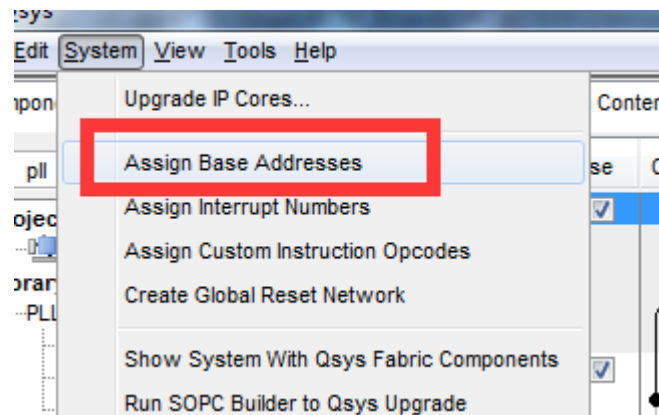 Edit System View Tools Help
Upgrade IP Cores...
pll
Assign Base Addresses
Assign Interrupt Numbers
Assign Custom Instruction Opcodes
Create Global Reset Network
Show System With Qsys Fabric Components
Run SOPC Builder to Qsys Upgrade